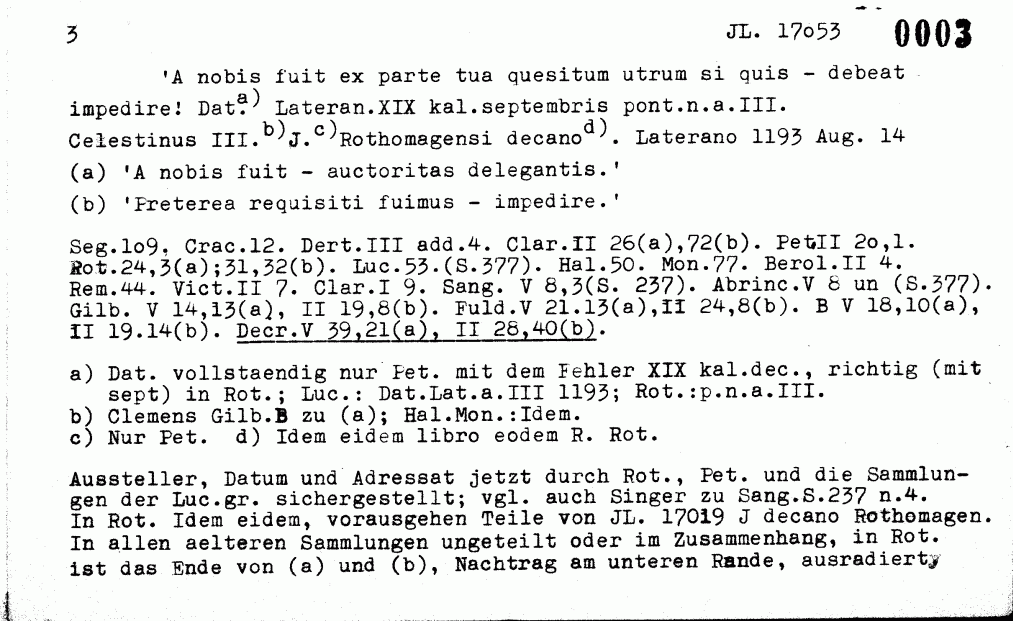 3 JL. 17o53 0003
'A nobis fuit ex parte tua quesitum utrum si quis - debeat
impedire! Dat.a) Lateran.XIX kal.septembris pont.n.a.III.
Celestinus III.b)J.c)Rothomagensi decanod). Laterano 1193 Aug. 14
(a) 'A nobis fuit - auctoritas delegantis.'
(b) 'Preterea requisiti fuimus - impedire.'
Seg.1o9. Crac.12. Dert.III add.4. Clar.II 26(a),72(b). PetII 2o,1.
Rot.24,3(a);31,32(b). Luc.53.(S.377). Hal.50. Mon.77. Berol.II 4.
Rem.44. Vict.II 7. Clar.I 9. Sang. V 8,3(S. 237). Abrinc.V 8 un (S.377).
Gilb. V 14,13(a), II 19,8(b). Fuld.V 21.13(a),II 24,8(b). B V 18,10(a),
II 19.14(b). Decr.V 39,21(a), II 28,40(b).
a) Dat. vollstaendig nur Pet. mit dem Fehler XIX kal.dec., richtig (mit
sept) in Rot.; Luc.: Dat.Lat.a.III 1193; Rot.:p.n.a.III.
b) Clemens Gilb.B zu (a); Hal.Mon.:Idem.
c) Nur Pet. d) Idem eidem libro eodem R. Rot.
Aussteller, Datum und Adressat jetzt durch Rot., Pet. und die Sammlun-
gen der Luc.gr. sichergestellt; vgl. auch Singer zu Sang.S.237 n.4.
In Rot. Idem eidem, vorausgehen Teile von JL. 17019 J decano Rothomagen.
In allen aelteren Sammlungen ungeteilt oder im Zusammenhang, in Rot.
ist das Ende von (a) und (b), Nachtrag am unteren Rande, ausradiert